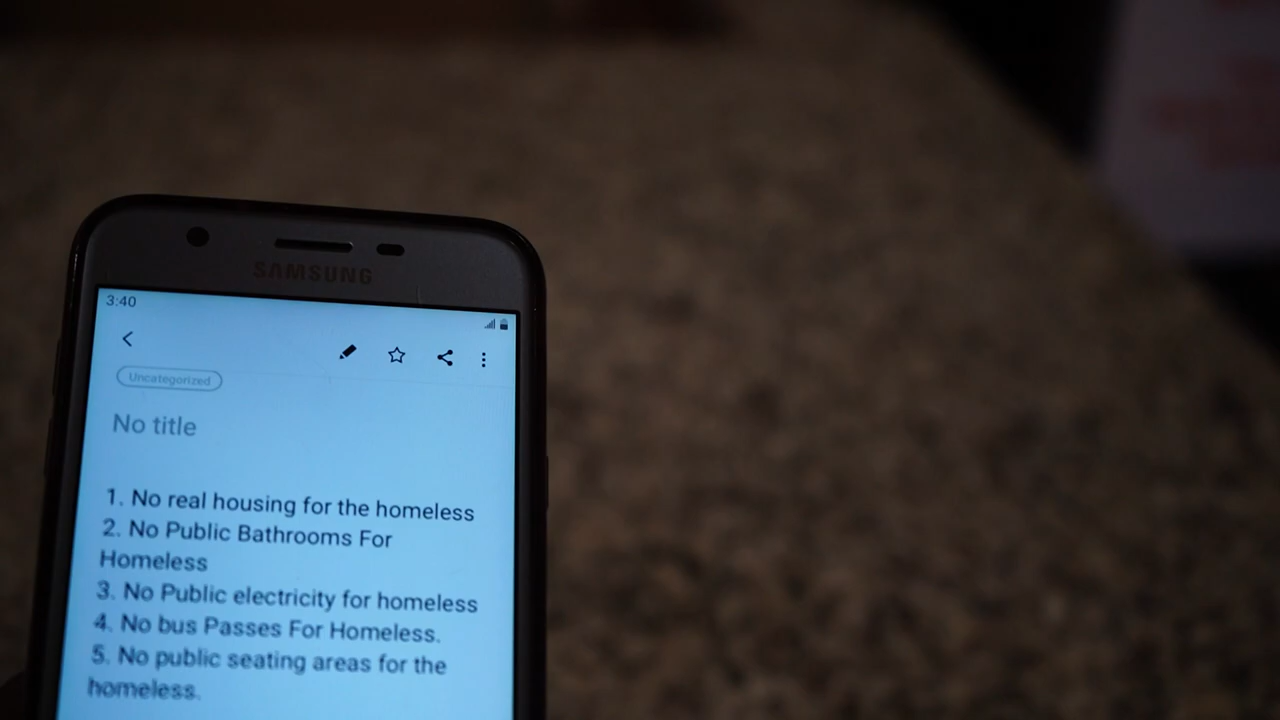 SAMSUNG
3:40
Uncategorized
No title
1. No real housing for the homeless
2. No Public Bathrooms For
Homeless
3. No Public electricity for homeless
4. No bus Passes For Homeless.
5. No public seating areas for the
homeless.